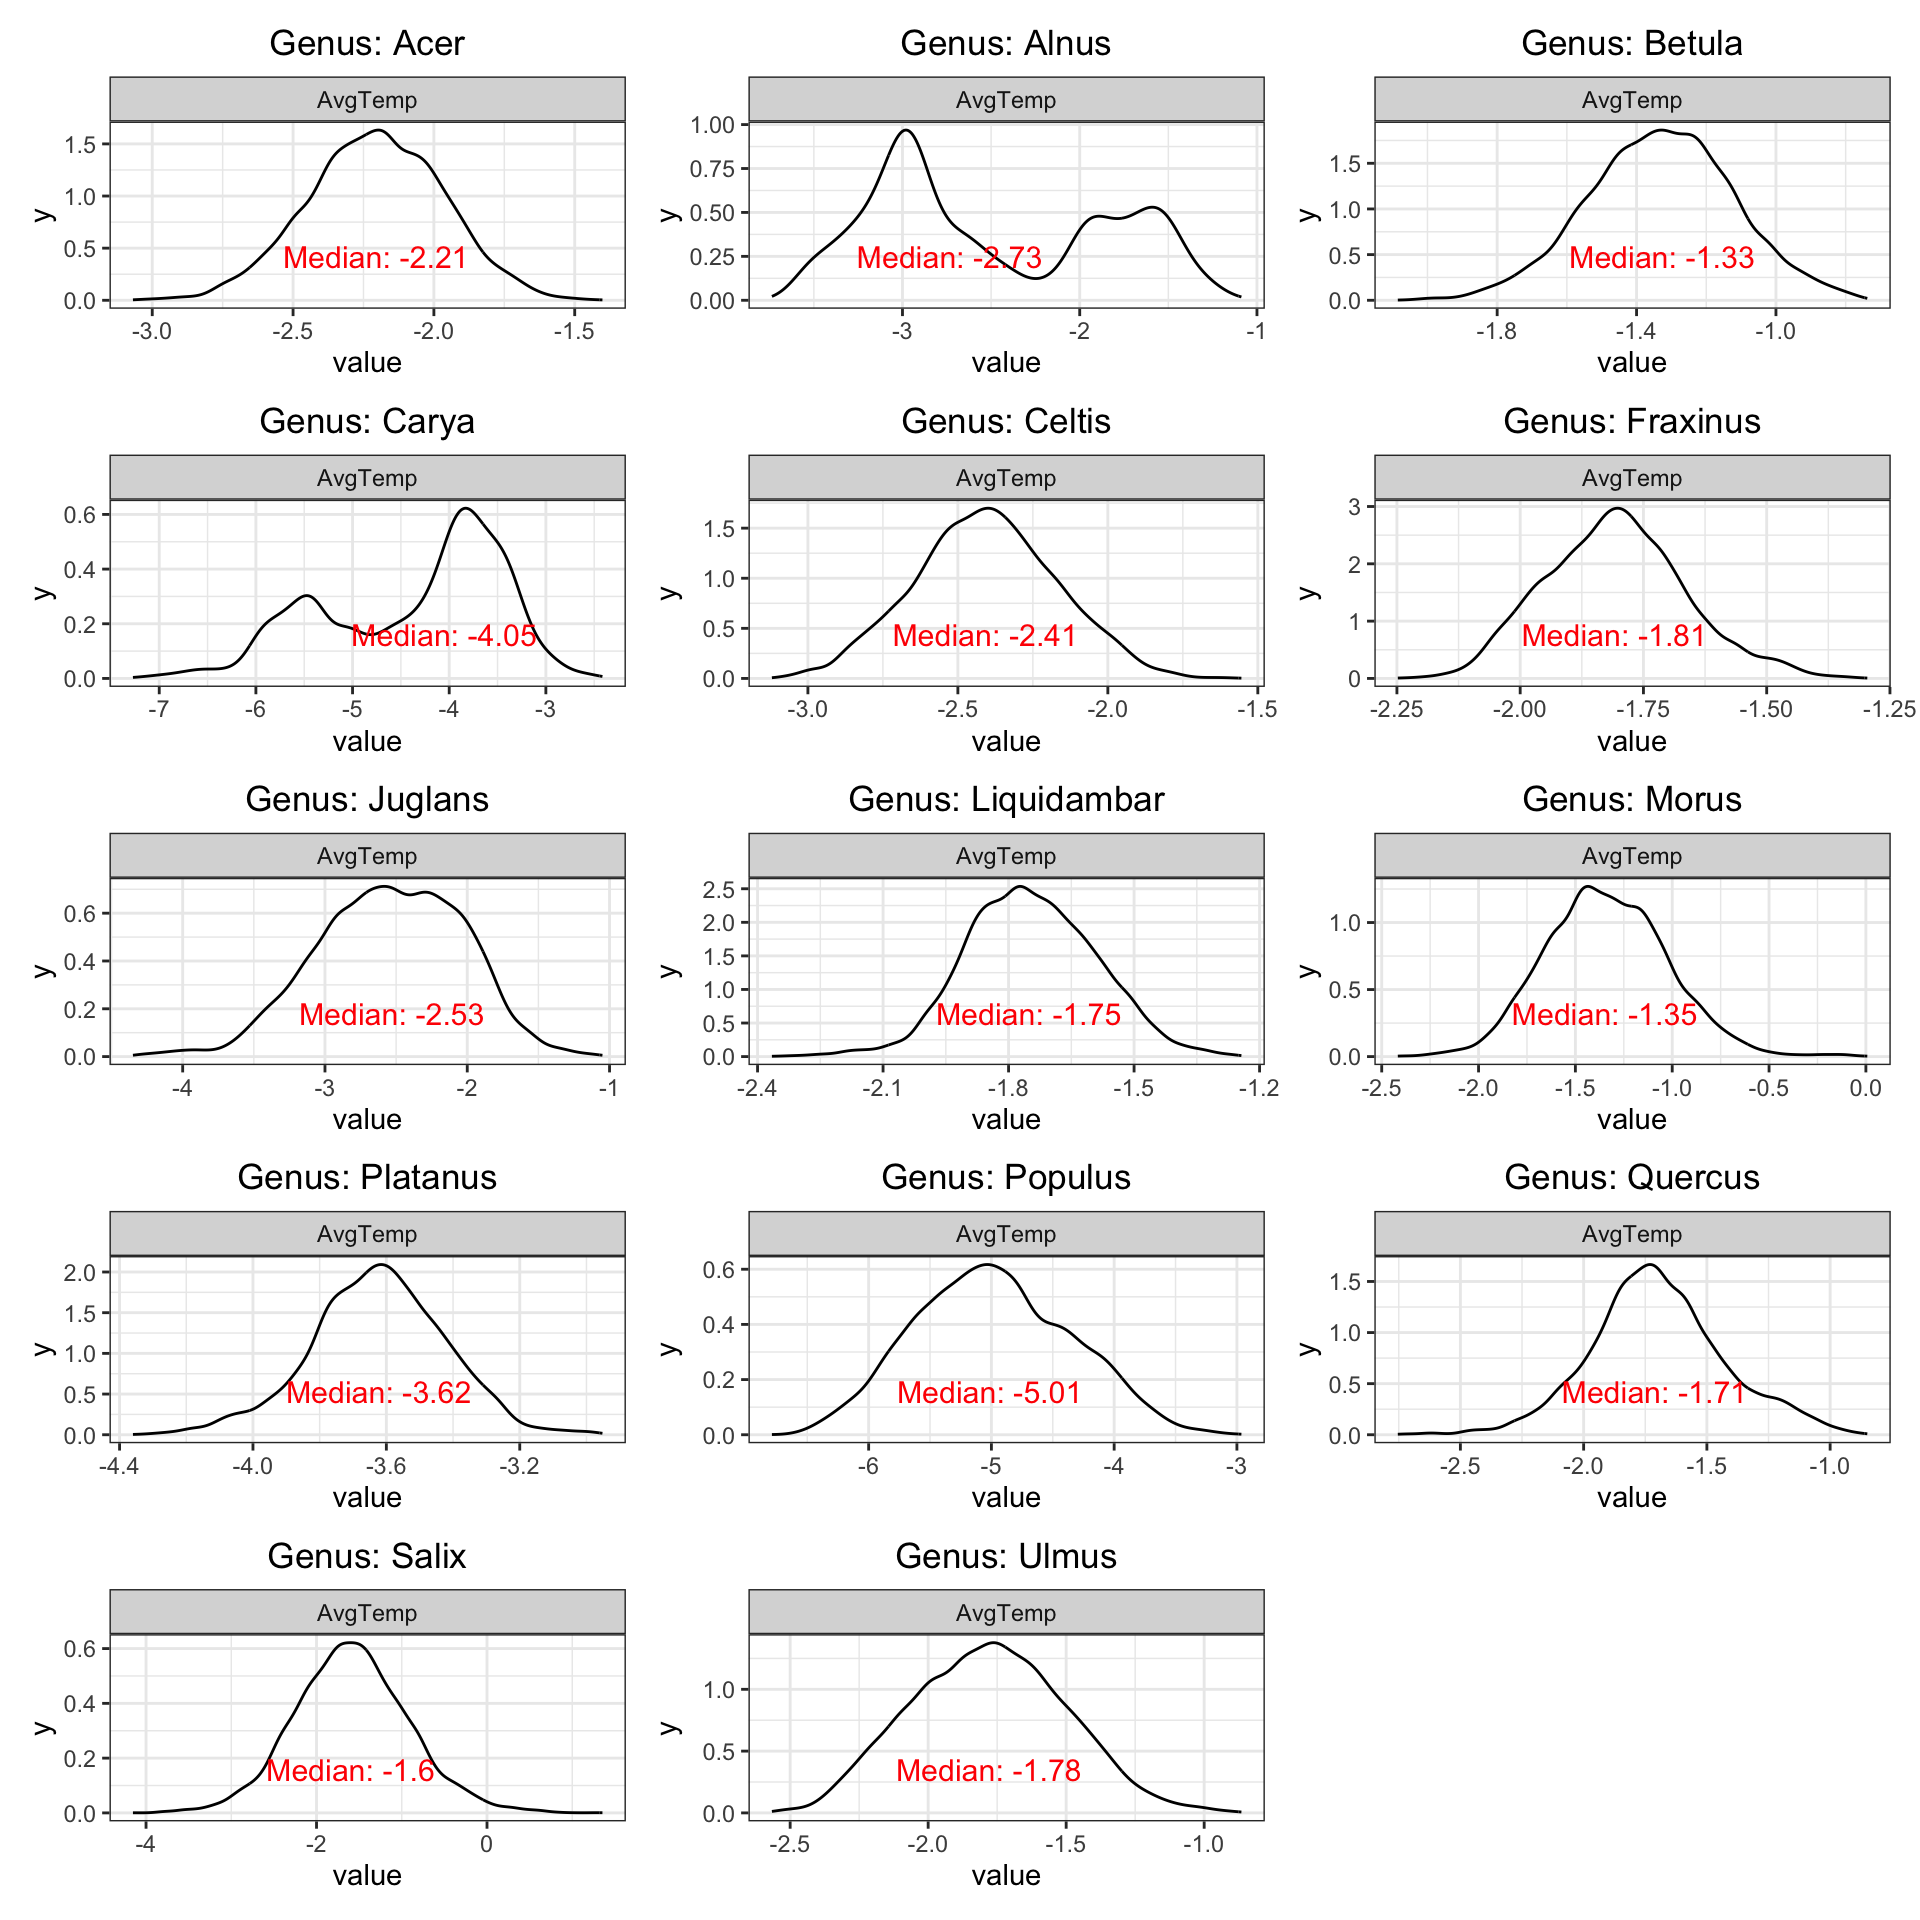 Genus: Acer
AvgTemp
1.5
1.0
0.5
0.0
y
Median: -2.21
-3.0 -2.5 -2.0 -1.5
value
Genus: Alnus
AvgTemp
1.00
0.75
0.50
0.25
0.00
y
Median: -2.73
-3 -2 -1
value
Genus: Betula
AvgTemp
1.5
1.0
0.5
0.0
y
Median: -1.33
-1.8 -1.4 -1.0
value
Genus: Carya
AvgTemp
0.6
0.4
0.2
0.0
y
Median: -4.05
-7 -6 -5 -4 -3
value
Genus: Celtis
AvgTemp
1.5
1.0
0.5
0.0
y
Median: -2.41
-3.0 -2.5 -2.0 -1.5
value
Genus: Fraxinus
AvgTemp
3
2
1
0
y
Median: -1.81
-2.25 -2.00 -1.75 -1.50 -1.25
value
Genus: Juglans
AvgTemp
0.6
0.4
0.2
0.0
y
Median: -2.53
-4 -3 -2 -1
value
Genus: Liquidambar
AvgTemp
2.5
2.0
1.5
1.0
0.5
0.0
y
Median: -1.75
-2.4 -2.1 -1.8 -1.5 -1.2
value
Genus: Morus
AvgTemp
1.0
0.5
0.0
y
Median: -1.35
-2.5 -2.0 -1.5 -1.0 -0.5 0.0
value
Genus: Platanus
AvgTemp
2.0
1.5
1.0
0.5
0.0
y
Median: -3.62
-4.4 -4.0 -3.6 -3.2
value
Genus: Populus
AvgTemp
0.6
0.4
0.2
0.0
y
Median: -5.01
-6 -5 -4 -3
value
Genus: Quercus
AvgTemp
1.5
1.0
0.5
0.0
y
Median: -1.71
-2.5 -2.0 -1.5 -1.0
value
Genus: Salix
AvgTemp
0.6
0.4
0.2
0.0
y
Median: -1.6
-4 -2 0
value
Genus: Ulmus
AvgTemp
1.0
0.5
0.0
y
Median: -1.78
-2.5 -2.0 -1.5 -1.0
value